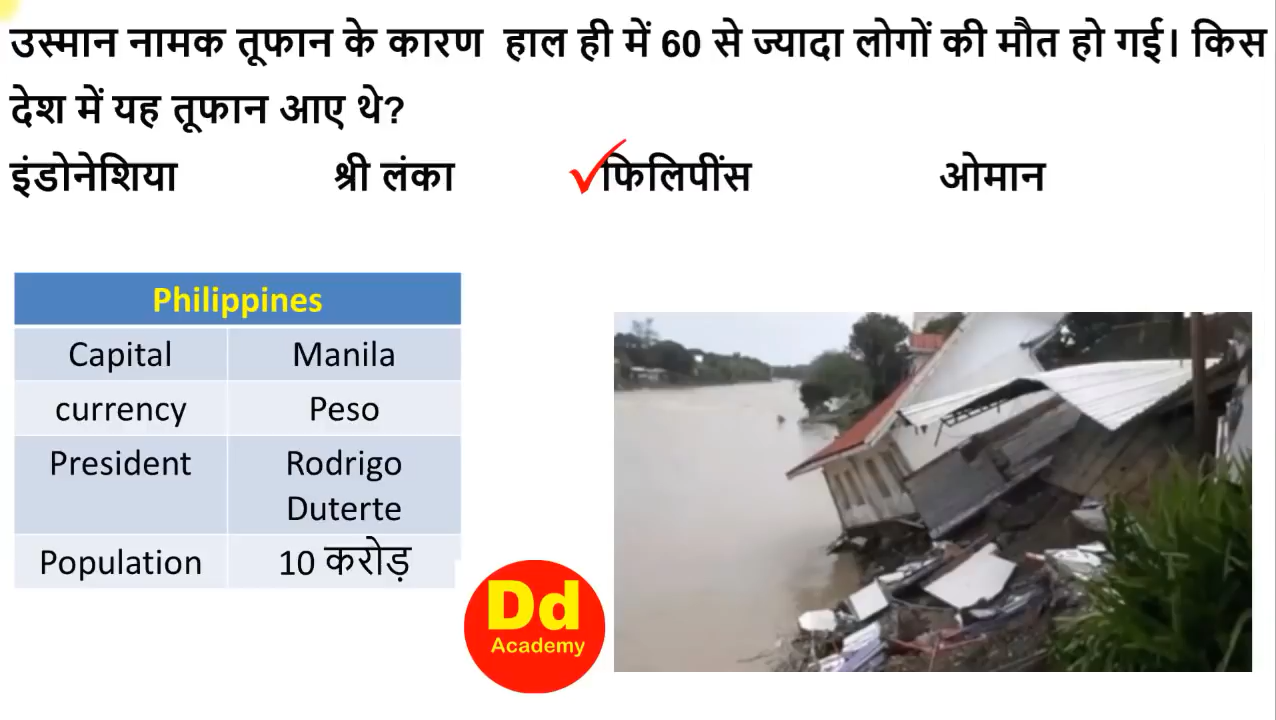 उस्मान नामक तूफान के कारण हाल ही में 60 से ज्यादा लोगों की मौत हो गई। किस
देश में यह तूफान आए थे?
इंडोनेशिया श्री लंका फिलिपींस ओमान
Philippines
Capital Manila
currency Peso
President Rodrigo
Duterte
Population 10 करोड़
Dd
Academy